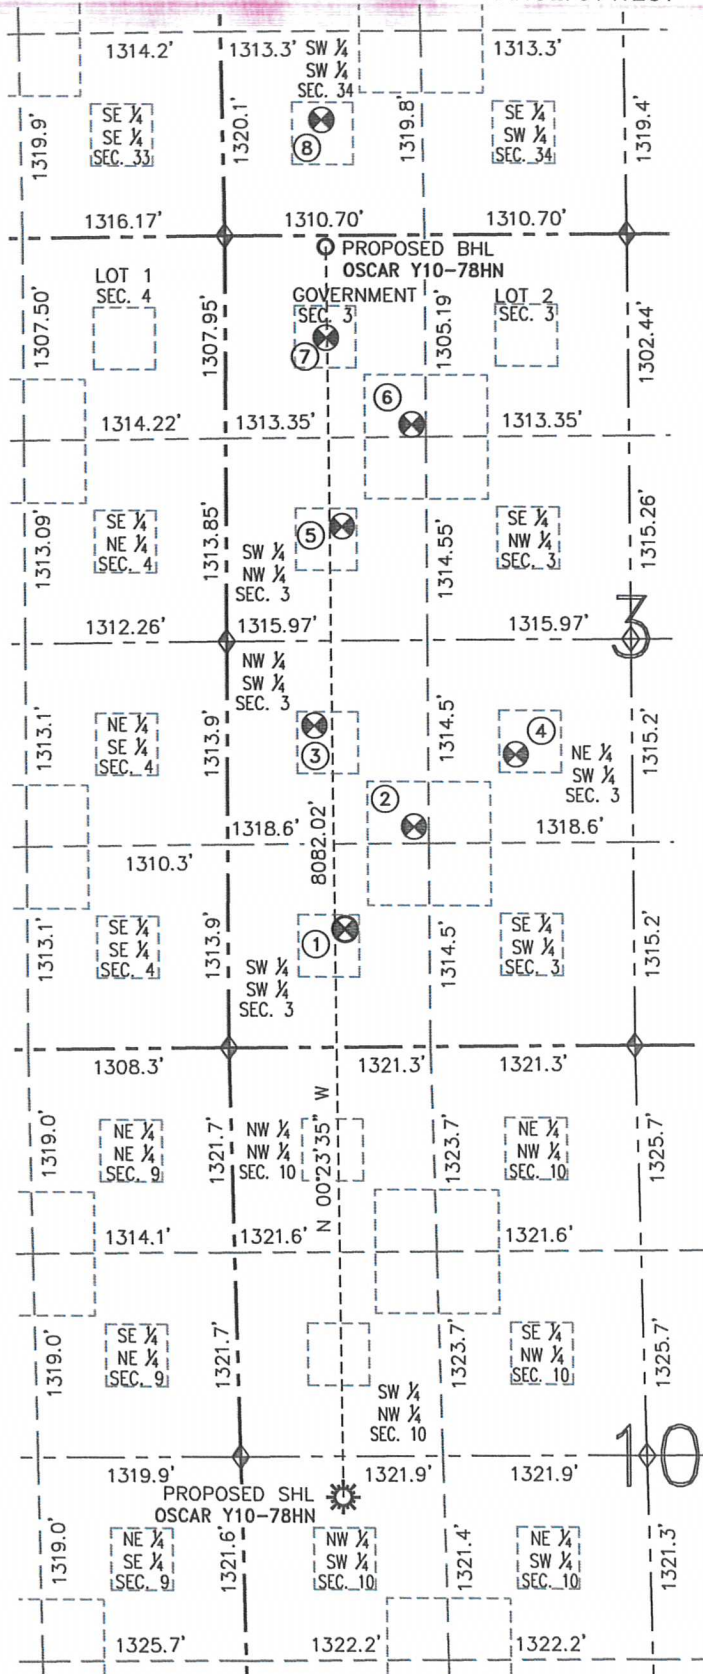 1314.2'
1313.3'
SW ¼
SW ¼
SEC. 34
1313.3'
1319.9'
SE ¼
SE ¼
SEC. 33
1320.1'
8
1319.8'
SE ¼
SW ¼
SEC. 34
1319.4'
1316.17'
1310.70'
1310.70'
PROPOSED BHL
OSCAR Y10-78HN
LOT 1
SEC. 4
GOVERNMENT
SEC. 3
LOT 2
SEC. 3
1307.50'
1307.95'
7
1305.19'
1302.44'
6
1314.22'
1313.35'
1313.35'
1313.09'
SE ¼
NE ¼
SEC. 4
1313.85'
5
SW ¼
NW ¼
SEC. 3
1314.55'
SE ¼
NW ¼
SEC. 3
1315.26'
1312.26'
1315.97'
1315.97'
3
NW ¼
SW ¼
SEC. 3
1313.1'
NE ¼
SE ¼
SEC. 4
1313.9'
3
1314.5'
4
NE ¼
SW ¼
SEC. 3
1315.2'
2
1318.6'
8082.02'
1318.6'
1310.3'
1313.1'
SE ¼
SE ¼
SEC. 4
1313.9'
1
1314.5'
SE ¼
SW ¼
SEC. 3
1315.2'
SW ¼
SW ¼
SEC. 3
1308.3'
1321.3'
1321.3'
N 00°23'35" W
1319.0'
NE ¼
NE ¼
SEC. 9
1321.7'
NW ¼
NW ¼
SEC. 10
1323.7'
NE ¼
NW ¼
SEC. 10
1325.7'
1314.1'
1321.6'
1321.6'
1319.0'
SE ¼
NE ¼
SEC. 9
1321.7'
1323.7'
SE ¼
NW ¼
SEC. 10
1325.7'
SW ¼
NW ¼
SEC. 10
10
1319.9'
1321.9'
1321.9'
PROPOSED SHL
OSCAR Y10-78HN
1319.0'
NE ¼
SE ¼
SEC. 9
1321.6'
NW ¼
SW ¼
SEC. 10
1321.4'
NE ¼
SW ¼
SEC. 10
1321.3'
1325.7'
1322.2'
1322.2'